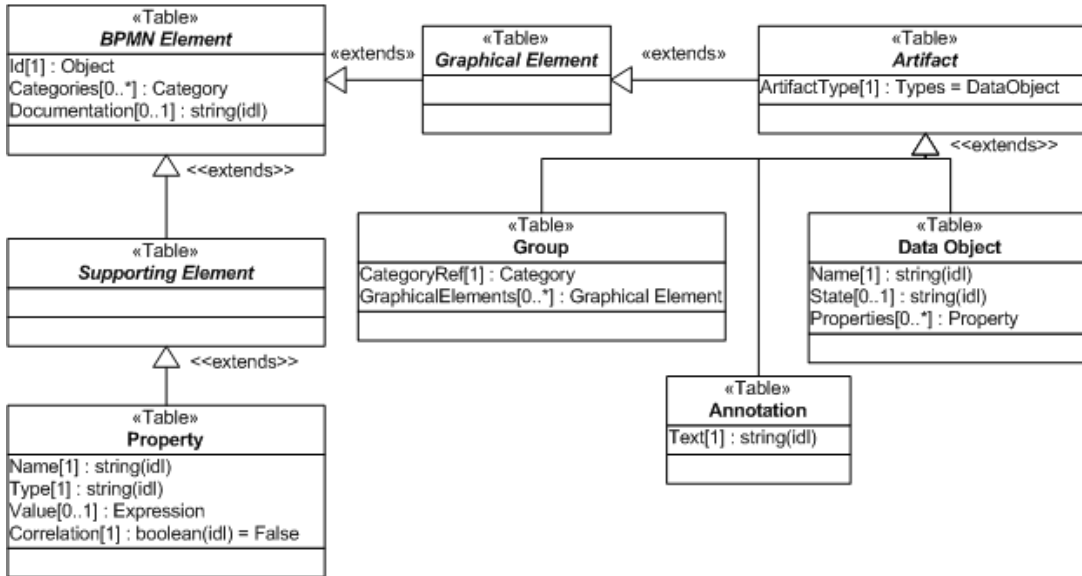 «Table»
BPMN Element
Id[1] : Object
Categories[0..*] : Category
Documentation[0..1] : string(idl)
«extends»
«Table»
Graphical Element
«extends»
«Table»
Artifact
ArtifactType[1] : Types = DataObject
<<extends>>
<<extends>>
«Table»
Supporting Element
«Table»
Group
CategoryRef[1] : Category
GraphicalElements[0..*] : Graphical Element
«Table»
Data Object
Name[1] : string(idl)
State[0..1] : string(idl)
Properties[0..*] : Property
<<extends>>
«Table»
Annotation
Text[1] : string(idl)
«Table»
Property
Name[1] : string(idl)
Type[1] : string(idl)
Value[0..1] : Expression
Correlation[1] : boolean(idl) = False